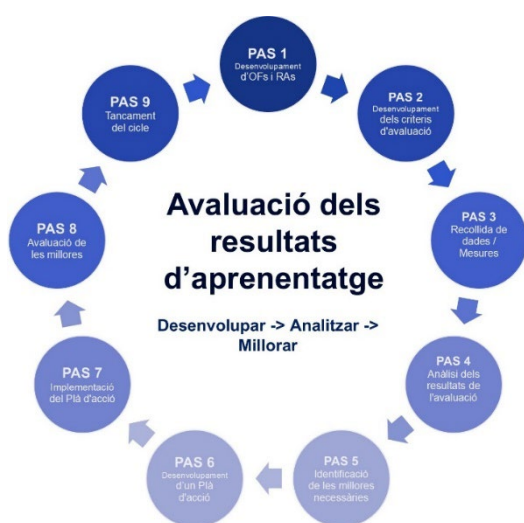 PAS 1
Desenvolupament
d'OFs i RAs
PAS 2
Desenvolupament
dels criteris
d'avaluació
PAS 3
Recollida de
dades /
Mesures
PAS 4
Anàlisi dels
resultats de
l'avaluació
PAS 5
Identificació
de les millores
necessànes
PAS 6
Desenvolupament
d'un Plà
d'acció
PAS 7
Implementació
del Plà d'acció
PAS 8
Avaluació de
les millores
PAS 9
Tancament
del cicle
Avaluació dels
resultats
d'aprenentatge
Desenvolupar -> Analitzar ->
Millorar